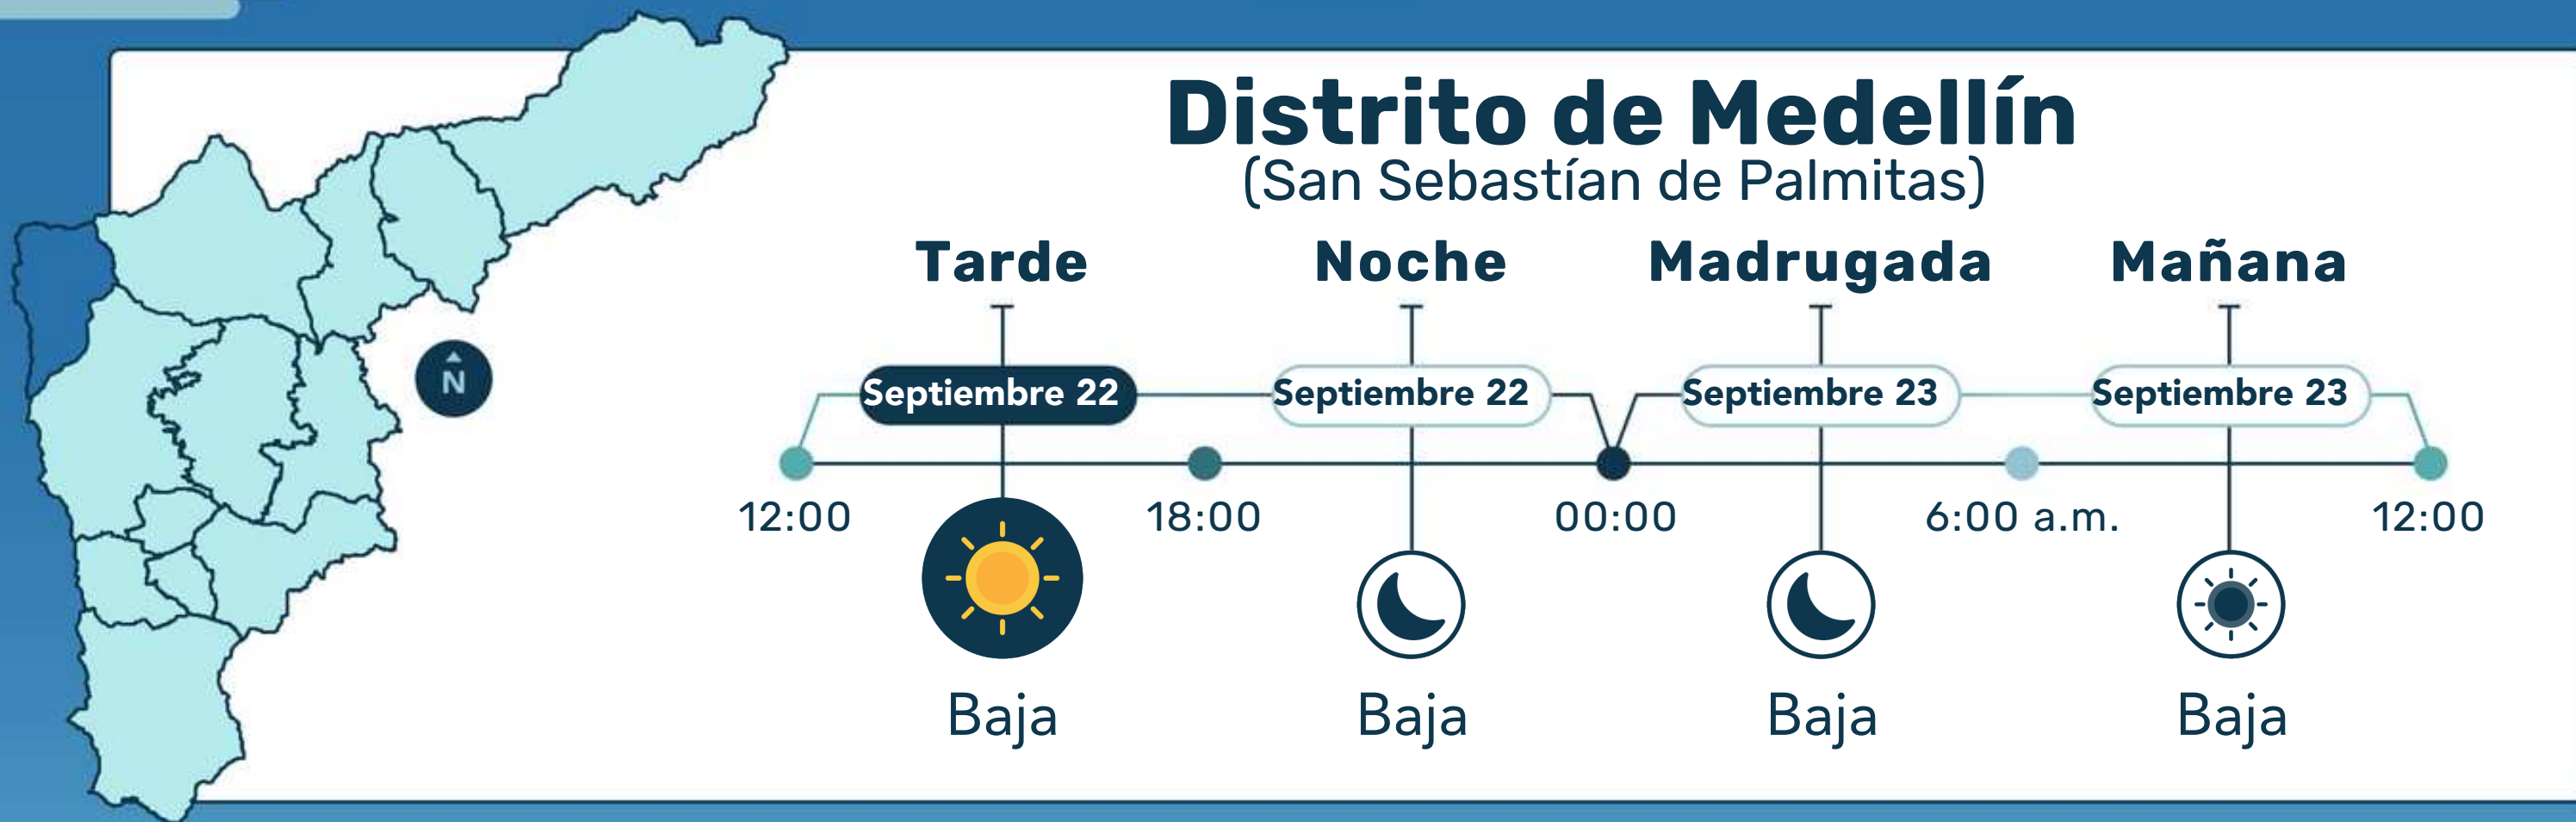 Distrito de Medellín
(San Sebastían de Palmitas)
Tarde Noche Madrugada Mañana
Septiembre 22 Septiembre 22 Septiembre 23 Septiembre 23
N
12:00 18:00 00:00 6:00 a.m. 12:00
Baja Baja Baja Baja